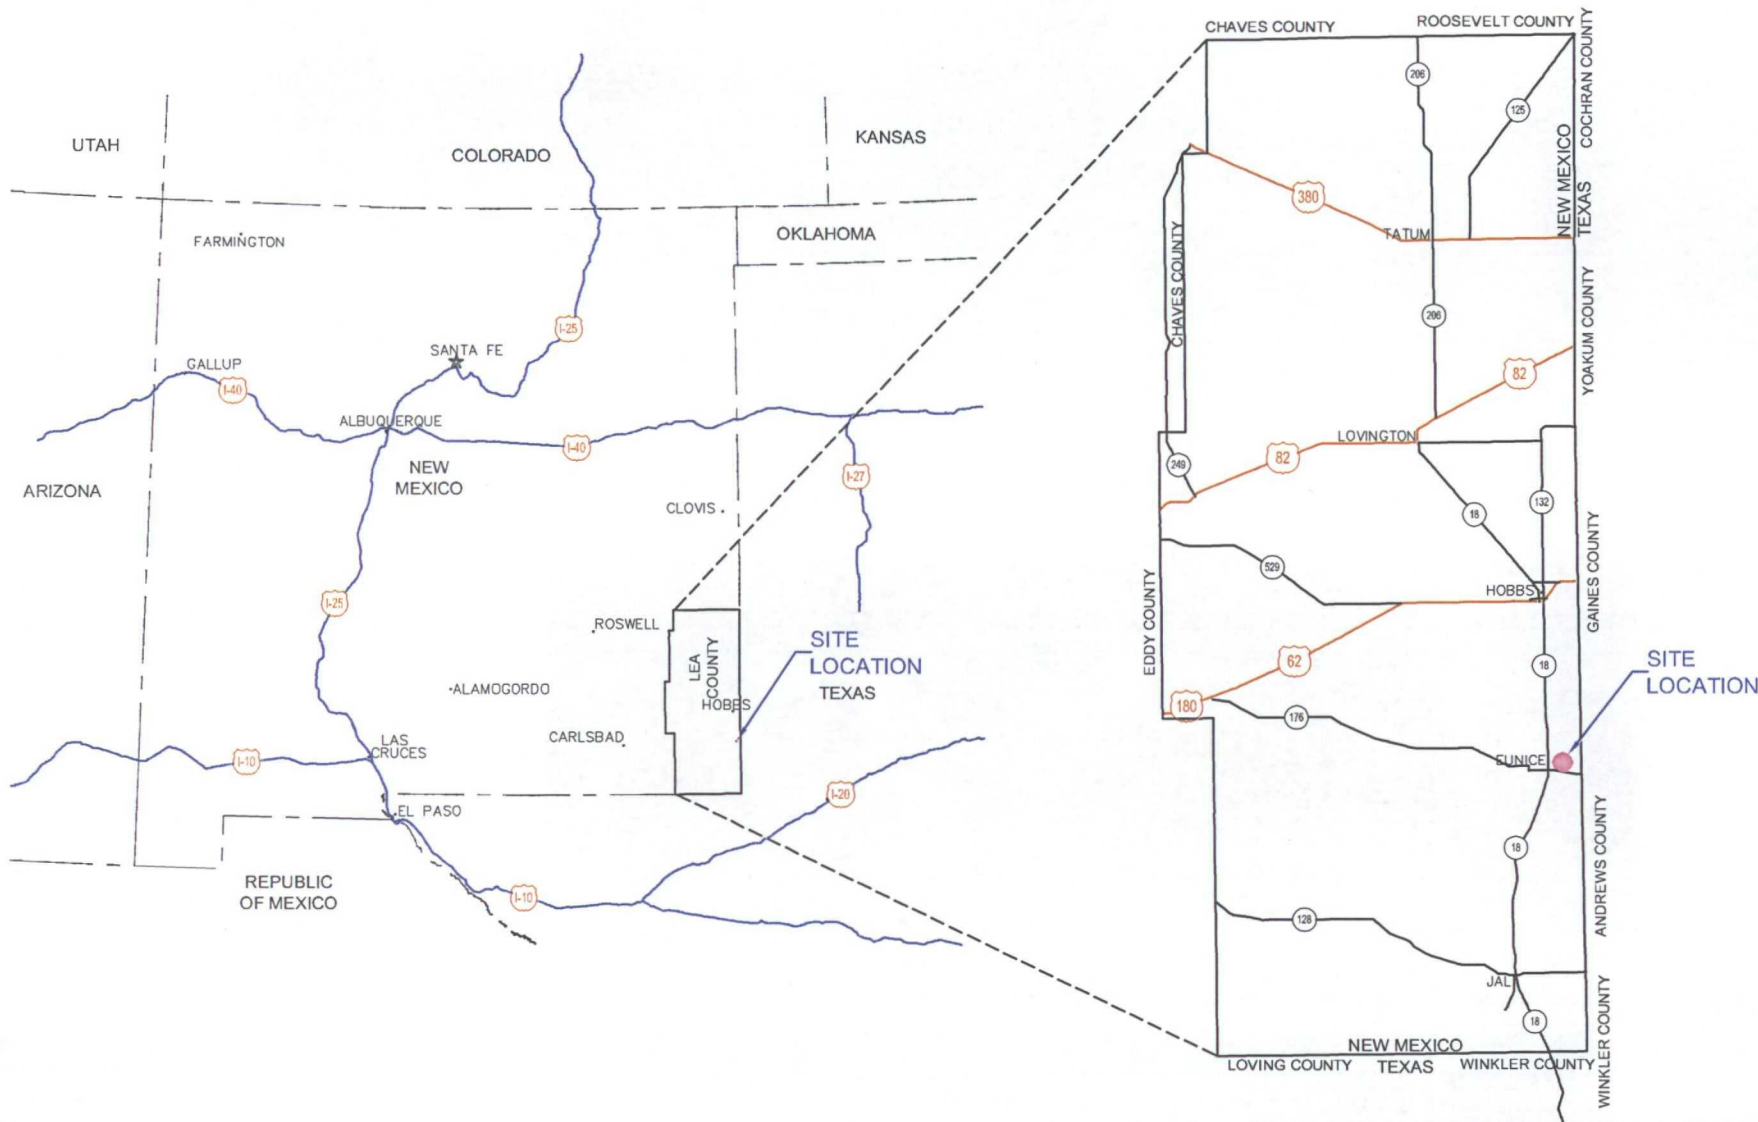 UTAH
COLORADO
KANSAS
FARMINGTON
OKLAHOMA
I-25
SANTA FE
GALLUP
I-40
ALBUQUERQUE
I-40
NEW
MEXICO
I-27
ARIZONA
CLOVIS
I-25
ROSWELL
LEA
COUNTY
SITE
LOCATION
TEXAS
ALAMOGORDO
HOBBS
CARLSBAD
LAS
CRUCES
I-10
I-20
EL PASO
REPUBLIC
OF MEXICO
I-10
CHAVES COUNTY
ROOSEVELT COUNTY
COCHRAN COUNTY
206
125
NEW MEXICO
TEXAS
380
TATUM
CHAVES COUNTY
206
YOAKUM COUNTY
82
LOVINGTON
82
249
18
132
529
GAINES COUNTY
HOBBS
EDDY COUNTY
62
18
SITE
LOCATION
180
176
EUNICE
ANDREWS COUNTY
18
128
JAL
18
WINKLER COUNTY
NEW MEXICO
LOVING COUNTY
TEXAS
WINKLER COUNTY